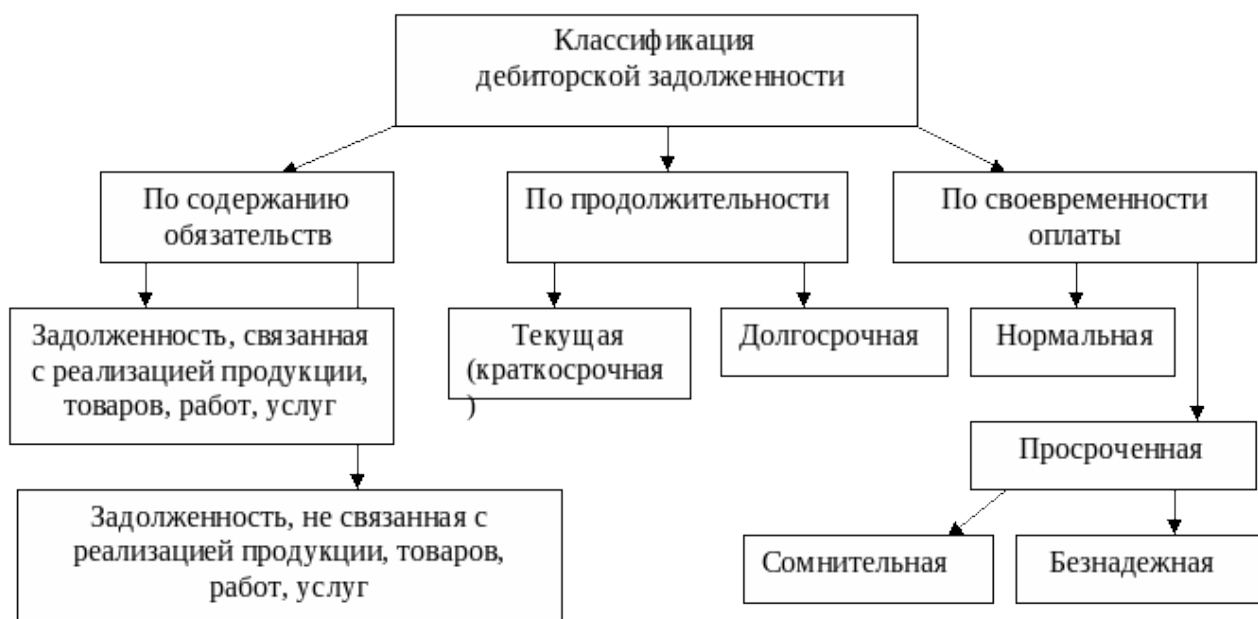 Классификация
дебиторской задолженности
По содержанию
обязательств
По продолжительности
По своевременности
оплаты
Задолженность, связанная
с реализацией продукции,
товаров, работ, услуг
Текущая
(краткосрочная
)
Долгосрочная
Нормальная
Просроченная
Задолженность, не связанная с
реализацией продукции, товаров,
работ, услуг
Сомнительная
Безнадежная